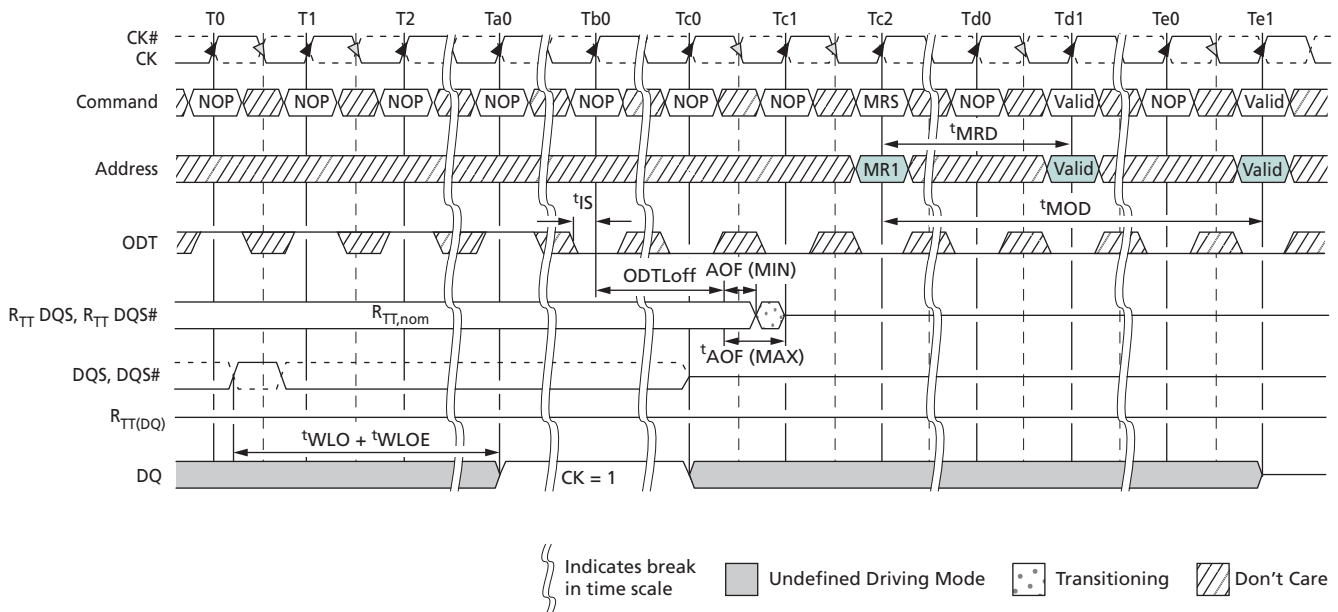 T0 T1 T2 Ta0 Tb0 Tc0 Tc1 Tc2 Td0 Td1 Te0 Te1
CK#
CK
Command NOP NOP NOP NOP NOP NOP NOP MRS NOP Valid NOP Valid
tMRD
Address MR1 Valid Valid
tIS
tMOD
ODT
ODTLoff AOF (MIN)
RTT DQS, RTT DQS# RTT,nom
tAOF (MAX)
DQS, DQS#
RTT(DQ)
tWLO + tWLOE
DQ CK = 1
Indicates break
in time scale
Undefined Driving Mode
Transitioning
Don't Care